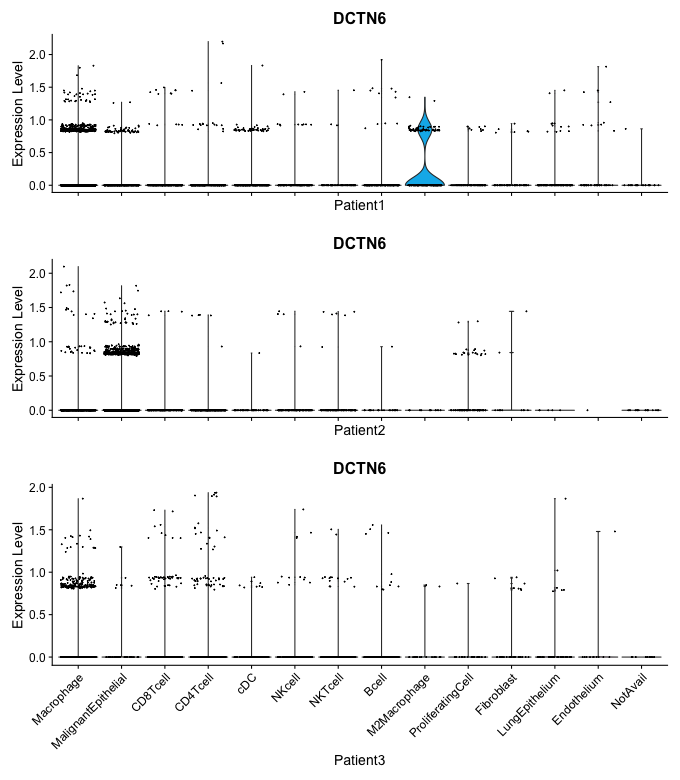 DCTN6
Expression Level
2.0
1.5
1.0
0.5
0.0
Patient1
DCTN6
Expression Level
2.0
1.5
1.0
0.5
0.0
Patient2
DCTN6
Expression Level
2.0
1.5
1.0
0.5
0.0
Macrophage
MalignantEpithelial
CD8Tcell
CD4Tcell
cDC
NKcell
NKTcell
Bcell
M2Macrophage
ProliferatingCell
Fibroblast
LungEpithelium
Endothelium
NotAvail
Patient3